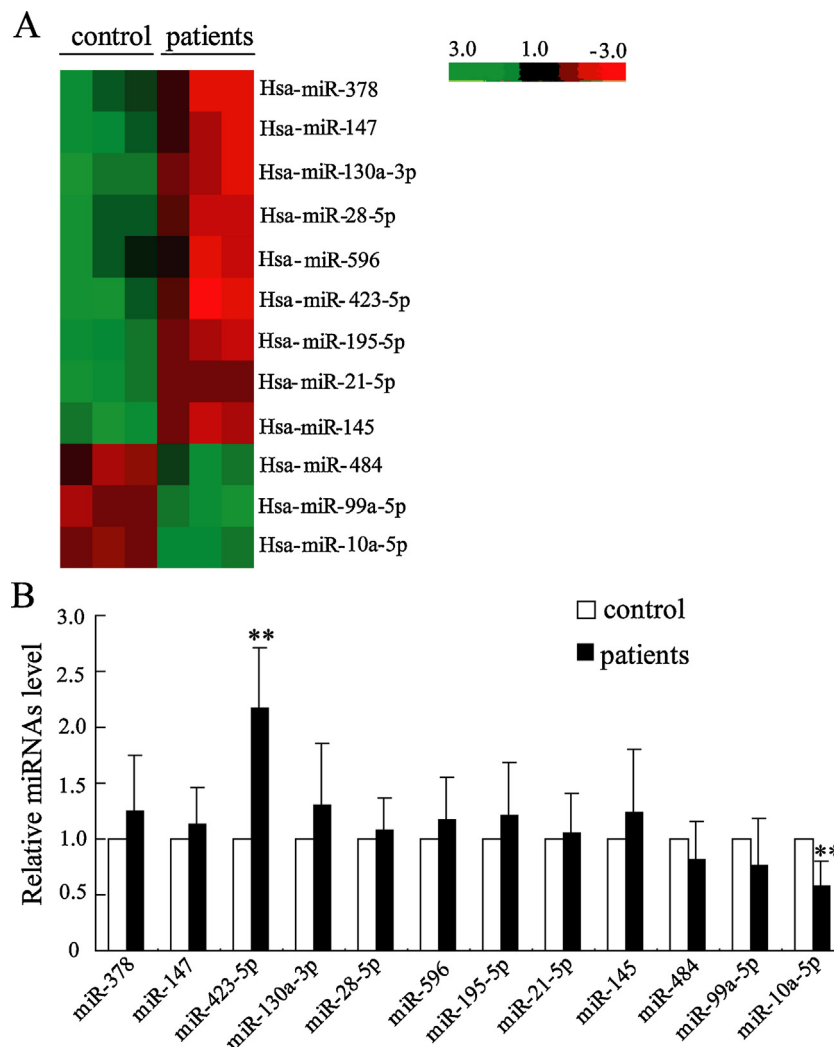 A
control patients
3.0 1.0 -3.0
Hsa-miR-378
Hsa-miR-147
Hsa-miR-130a-3p
Hsa-miR-28-5p
Hsa-miR-596
Hsa-miR-423-5p
Hsa-miR-195-5p
Hsa-miR-21-5p
Hsa-miR-145
Hsa-miR-484
Hsa-miR-99a-5p
Hsa-miR-10a-5p
B
control
patients
Relative miRNAs level
3.0
2.5
2.0
1.5
1.0
0.5
0
**
**
miR-378
miR-147
miR-423-5p
miR-130a-3p
miR-28-5p
miR-596
miR-195-5p
miR-21-5p
miR-145
miR-484
miR-99a-5p
miR-10a-5p